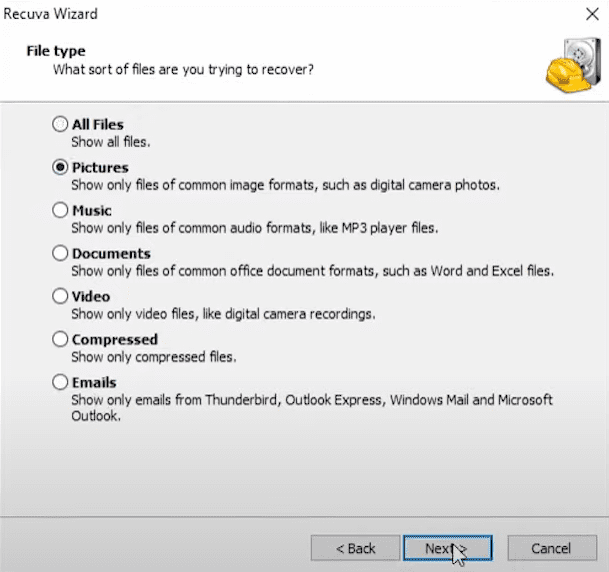 Recuva Wizard
File type
What sort of files are you trying to recover?
All Files
Show all files.
Pictures
Show only files of common image formats, such as digital camera photos.
Music
Show only files of common audio formats, like MP3 player files.
Documents
Show only files of common office document formats, such as Word and Excel files.
Video
Show only video files, like digital camera recordings.
Compressed
Show only compressed files.
Emails
Show only emails from Thunderbird, Outlook Express, Windows Mail and Microsoft
Outlook.
< Back
Next >
Cancel